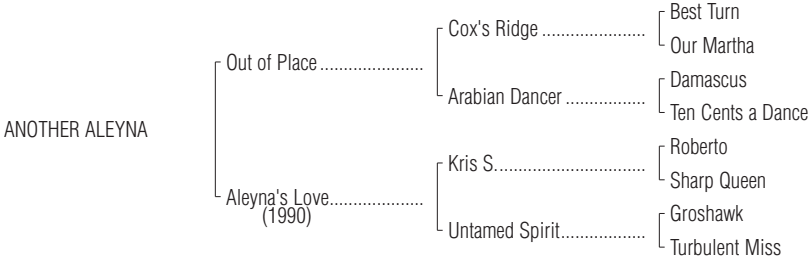 Best Turn
Cox's Ridge ......................
Our Martha
Out of Place ......................
Damascus
Arabian Dancer .................
Ten Cents a Dance
ANOTHER ALEYNA
Roberto
Kris S. ...............................
Sharp Queen
Aleyna's Love....................
(1990)
Groshawk
Untamed Spirit..................
Turbulent Miss